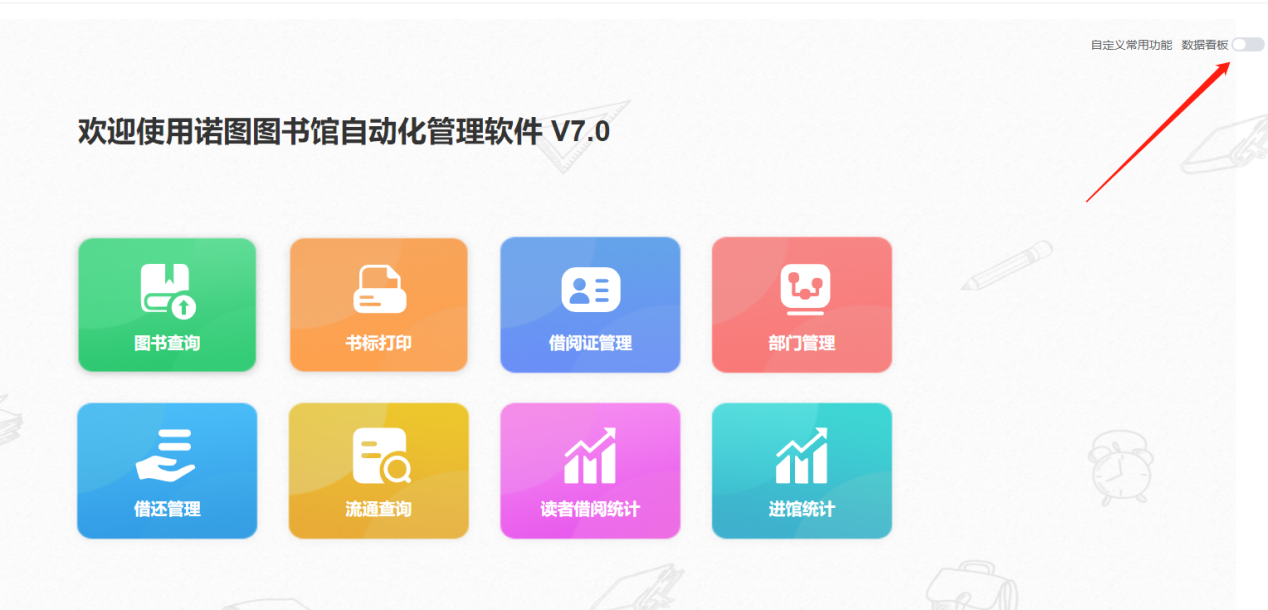 自定义常用功能 数据看板
欢迎使用诺图图书馆自动化管理软件 V7.0
图书查询 书标打印 借阅证管理 部门管理
借还管理 流通查询 读者借阅统计 进馆统计